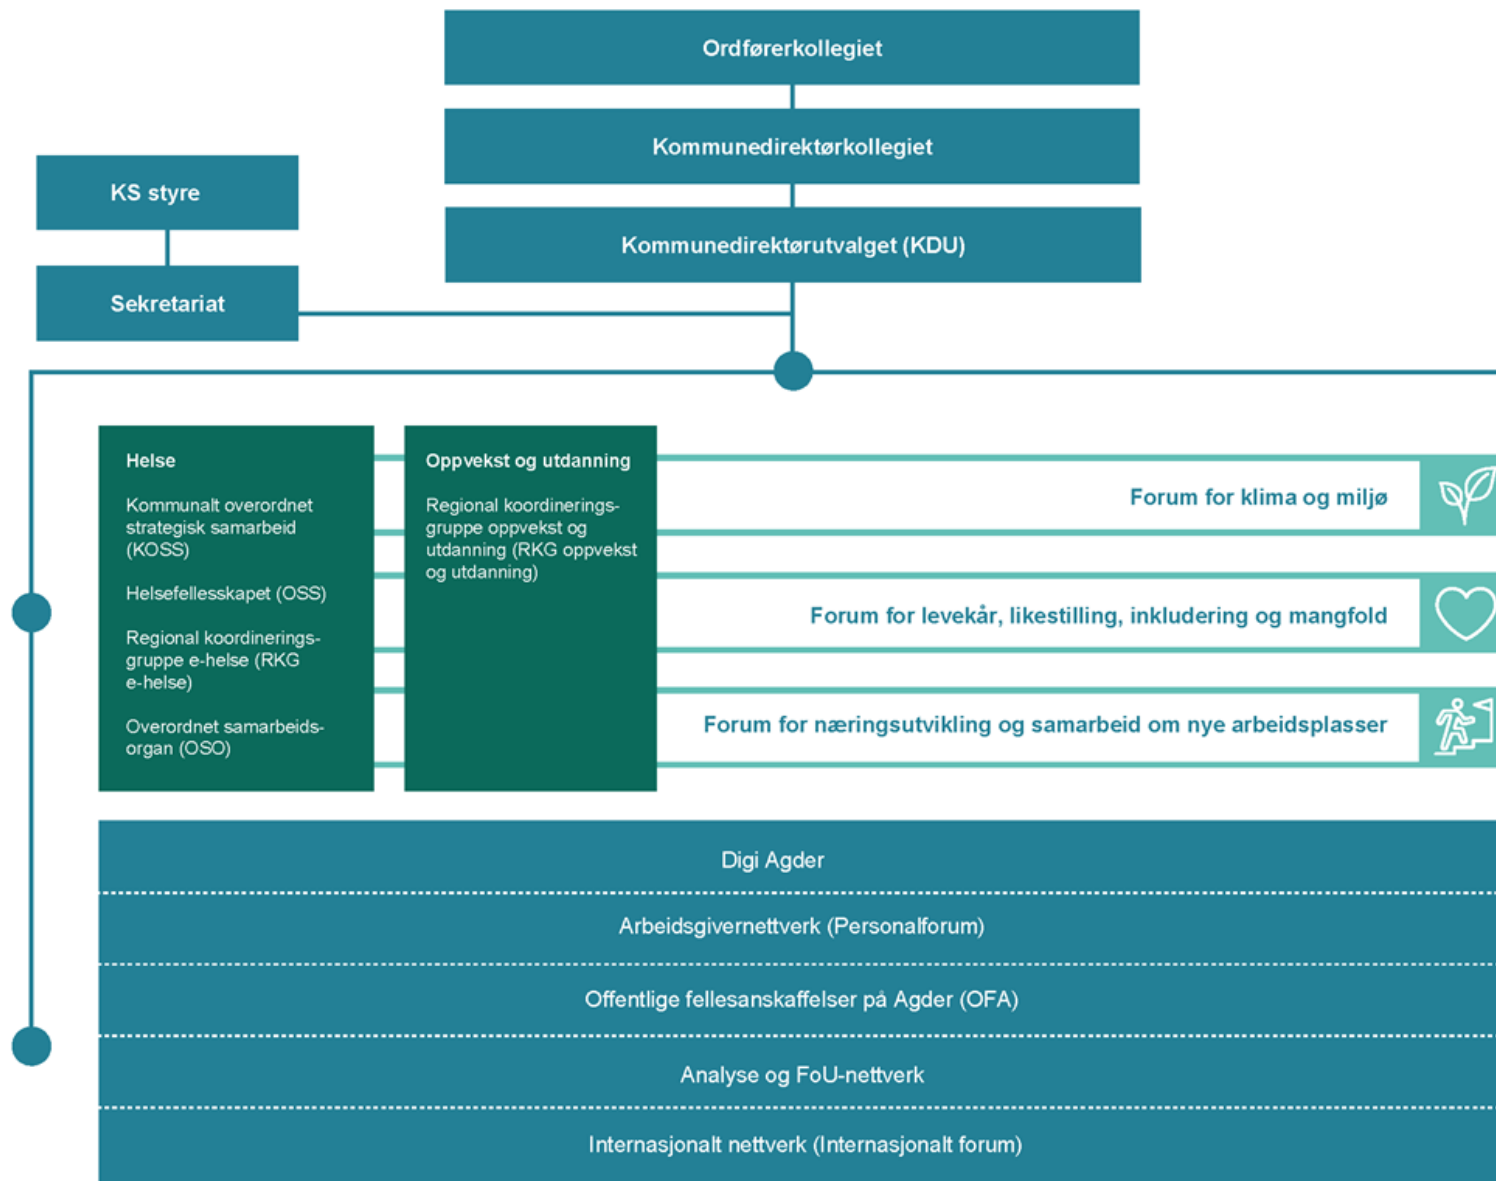 Ordførerkollegiet
Kommunedirektørkollegiet
KS styre
Kommunedirektørutvalget (KDU)
Sekretariat
Helse
Kommunalt overordnet
strategisk samarbeid
(KOSS)
Helsefellesskapet (OSS)
Regional koordinerings-
gruppe e-helse (RKG
e-helse)
Overordnet samarbeids-
organ (OSO)
Oppvekst og utdanning
Regional koordinerings-
gruppe oppvekst og
utdanning (RKG oppvekst
og utdanning)
Forum for klima og miljø
Forum for levekår, likestilling, inkludering og mangfold
Forum for næringsutvikling og samarbeid om nye arbeidsplasser
Digi Agder
Arbeidsgivernettverk (Personalforum)
Offentlige fellesanskaffelser på Agder (OFA)
Analyse og FoU-nettverk
Internasjonalt nettverk (Internasjonalt forum)